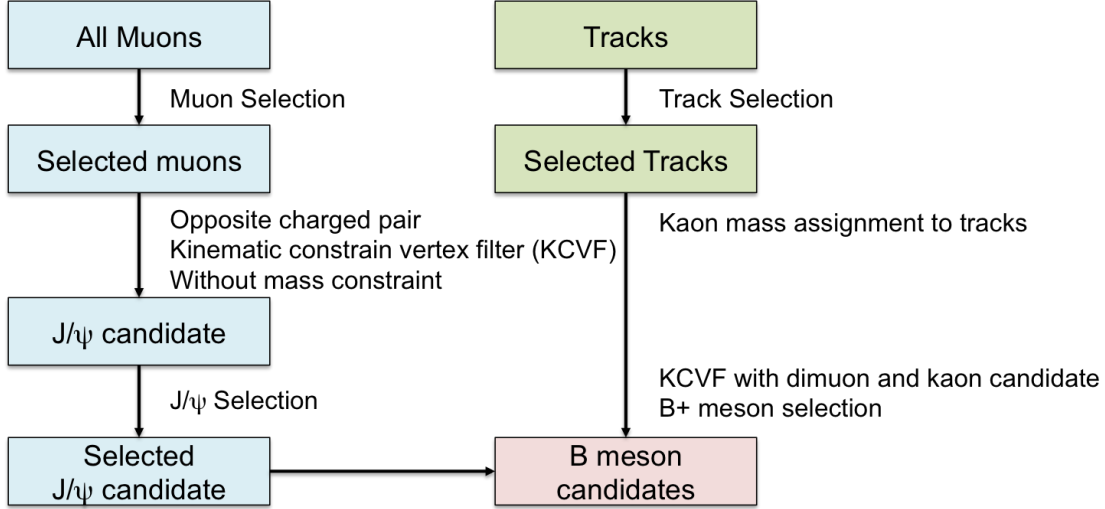 All Muons
Muon Selection
Selected muons
Opposite charged pair
Kinematic constrain vertex filter (KCVF)
Without mass constraint
J/ψ candidate
J/ψ Selection
Selected
J/ψ candidate
Tracks
Track Selection
Selected Tracks
Kaon mass assignment to tracks
KCVF with dimuon and kaon candidate
B+ meson selection
B meson
candidates